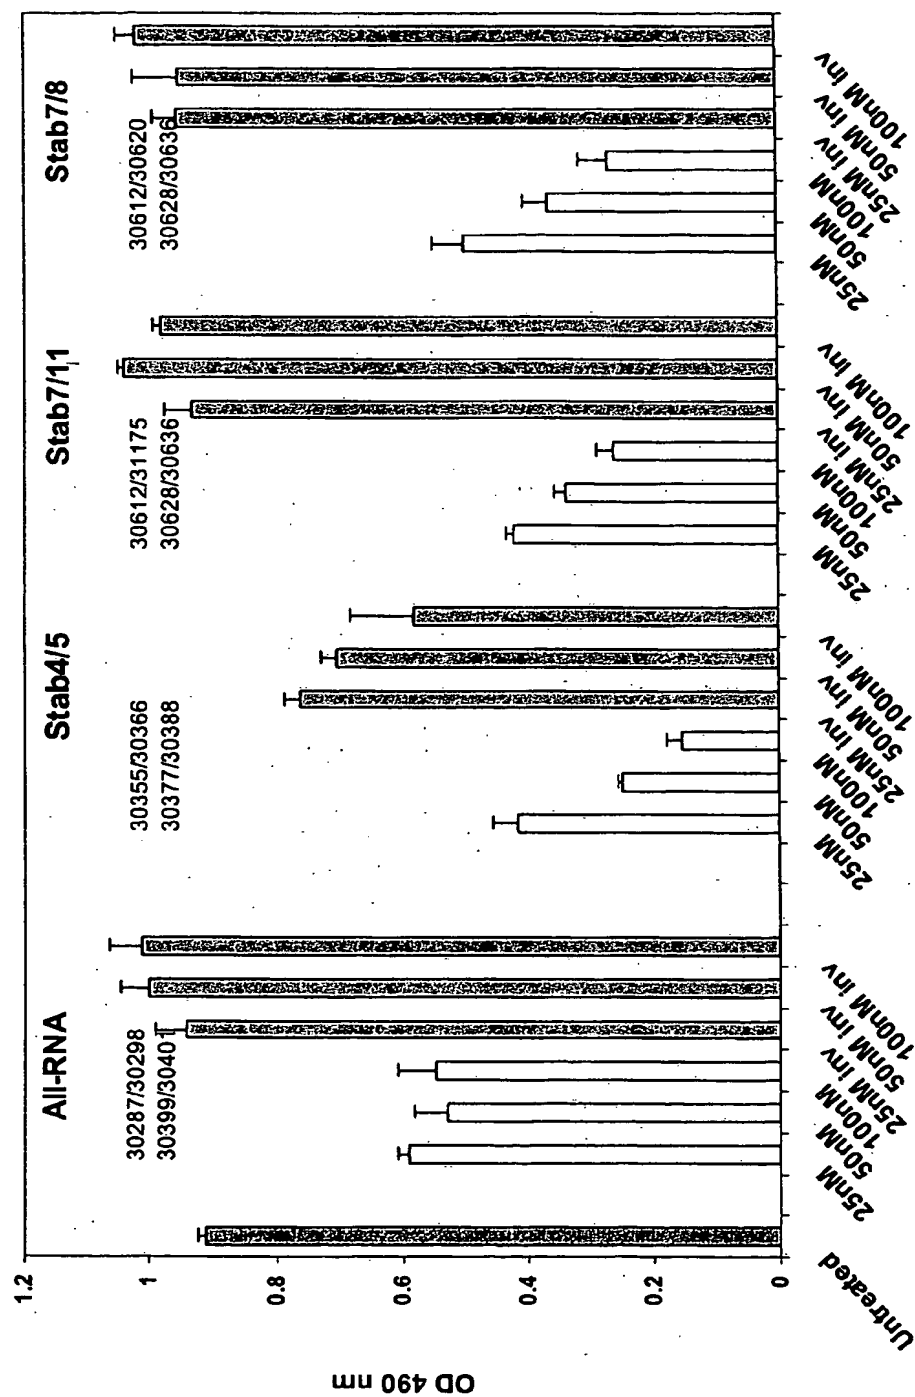 All-RNA
Stab4/5
Stab7/11
Stab7/8
30287/30298
30399/30401
30355/30366
30377/30388
30612/31175
30628/30636
30612/30620
30628/30636
OD 490 nm
1.2
1
0.8
0.6
0.4
0.2
0
Untreated
25nM
50nM
100nM
25nM Inv
50nM Inv
100nM Inv
25nM
50nM
100nM
25nM Inv
50nM Inv
100nM Inv
25nM
50nM
100nM
25nM Inv
50nM Inv
100nM Inv
25nM
50nM
100nM
25nM Inv
50nM Inv
100nM Inv